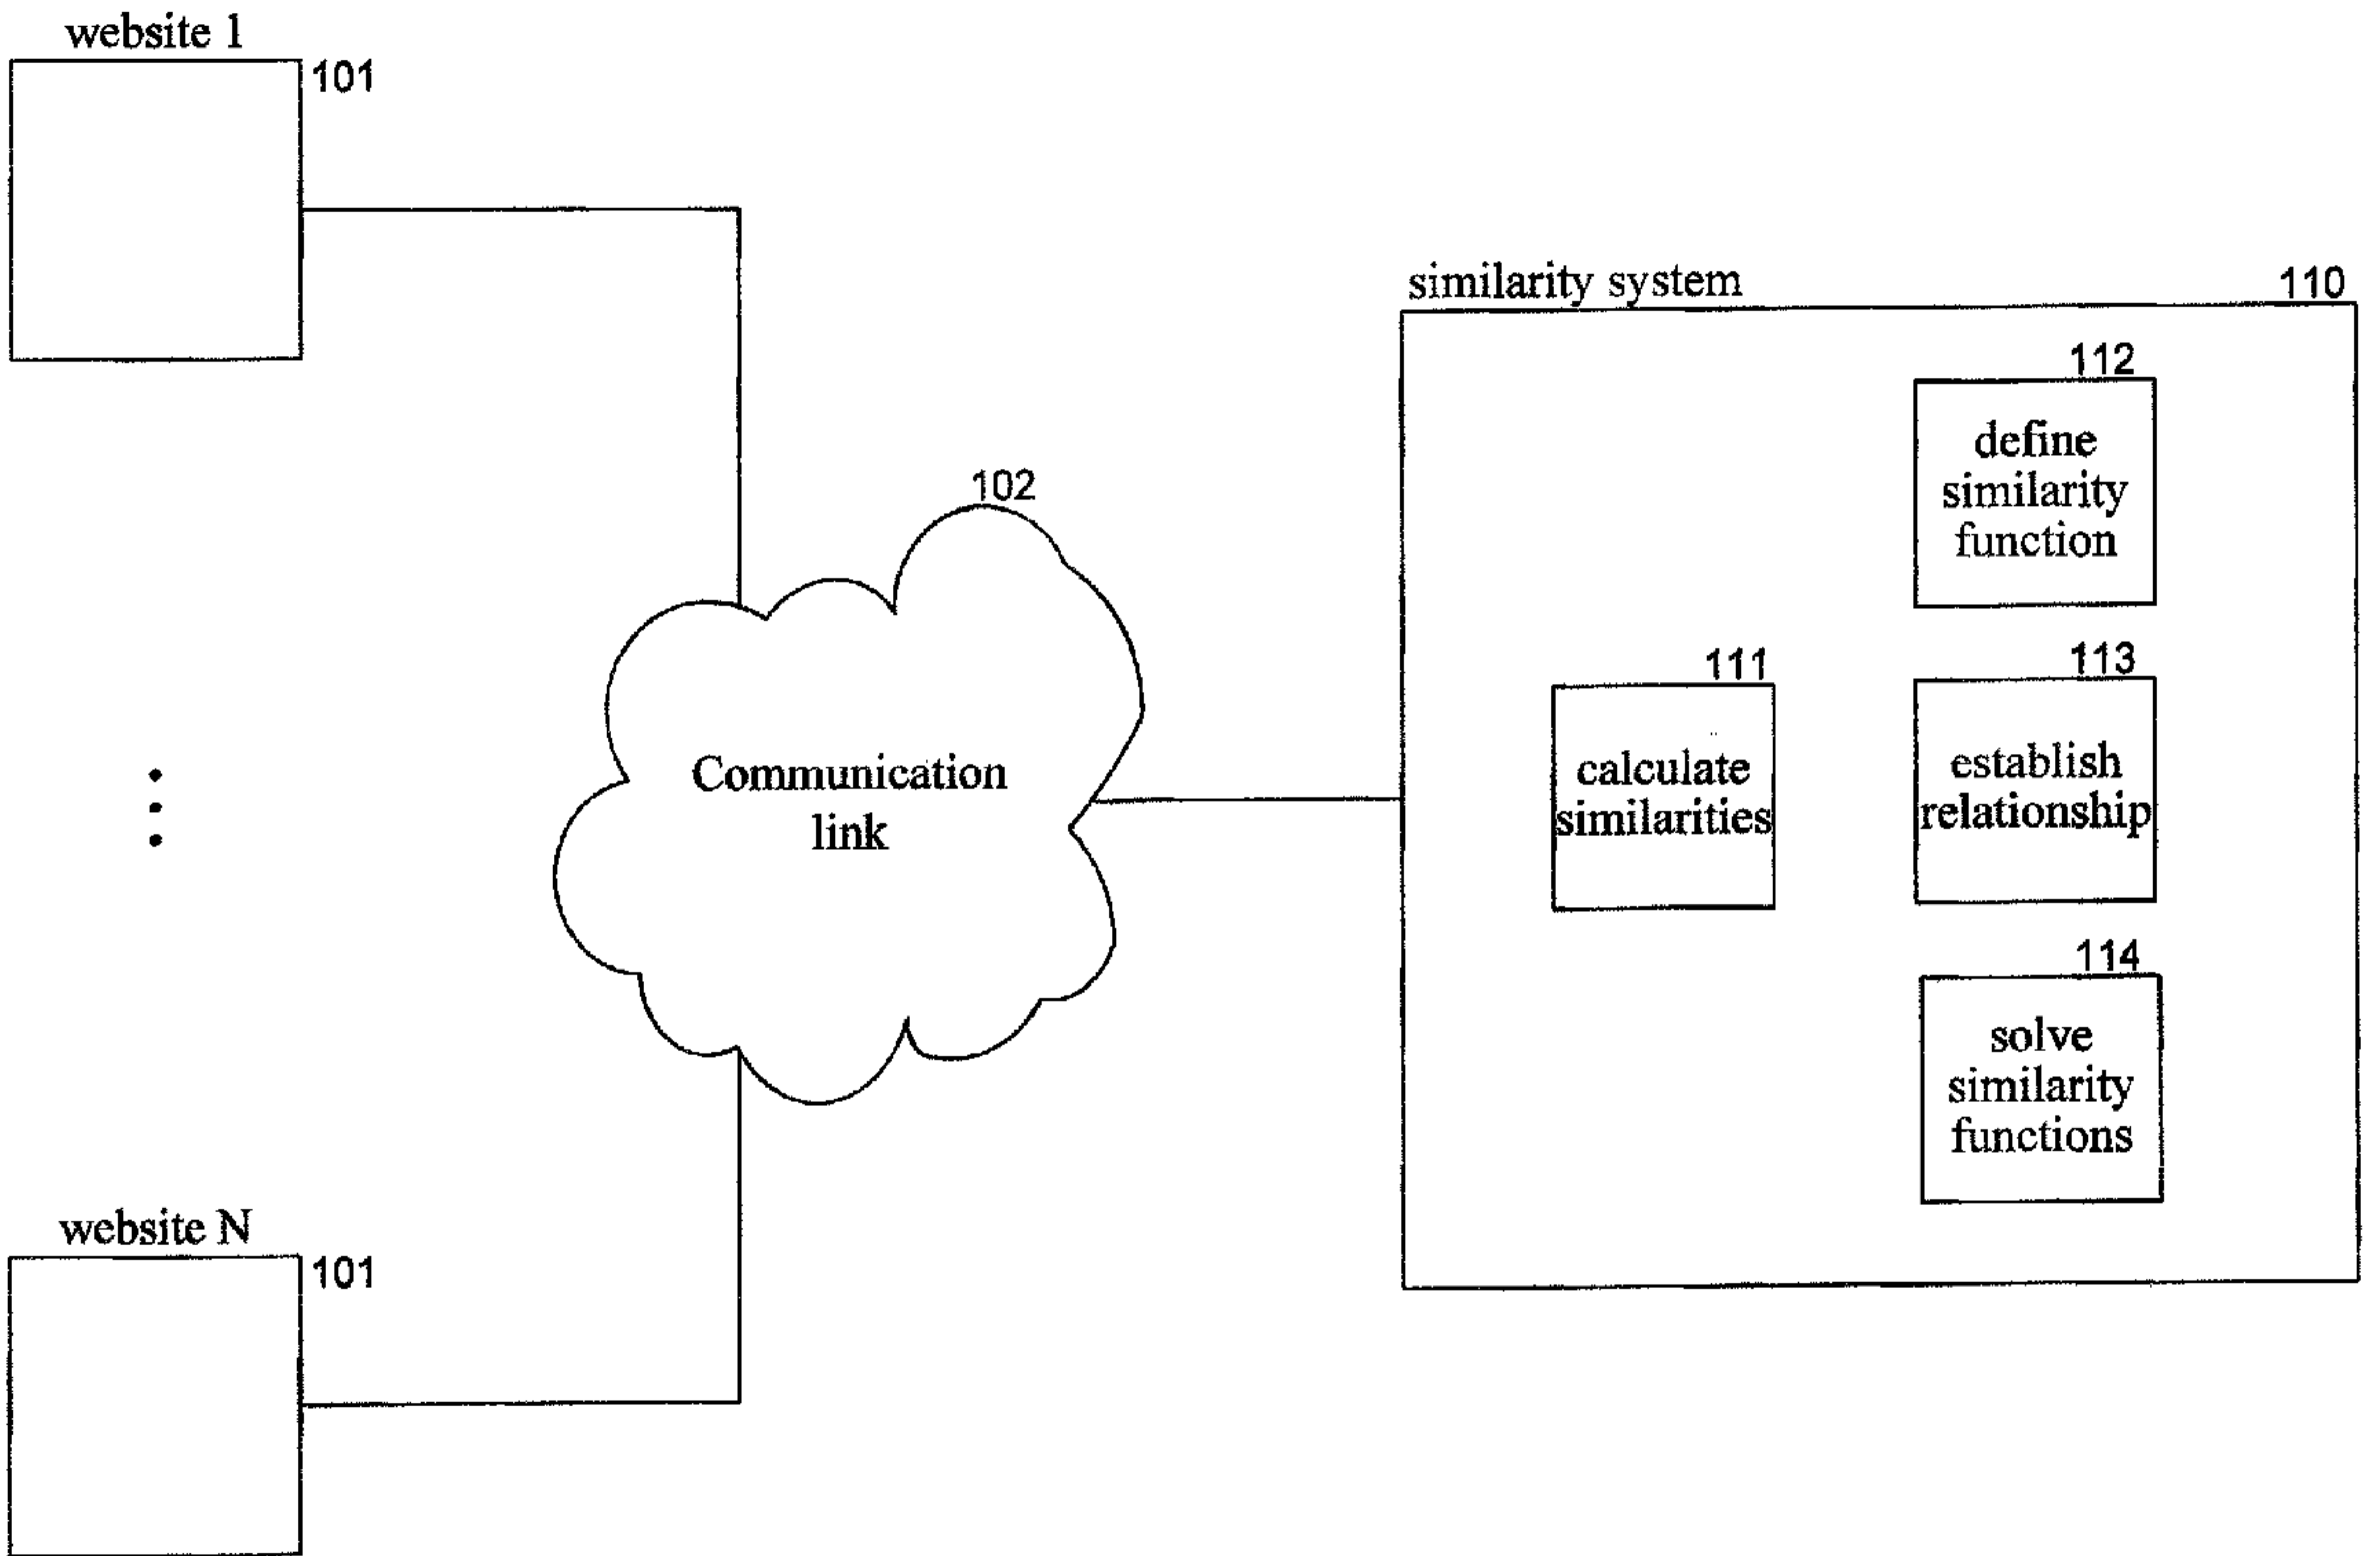 website 1
101
similarity system
110
112
define
similarity
function
102
111
113
calculate
similarities
establish
relationship
Communication
link
114
solve
similarity
functions
website N
101